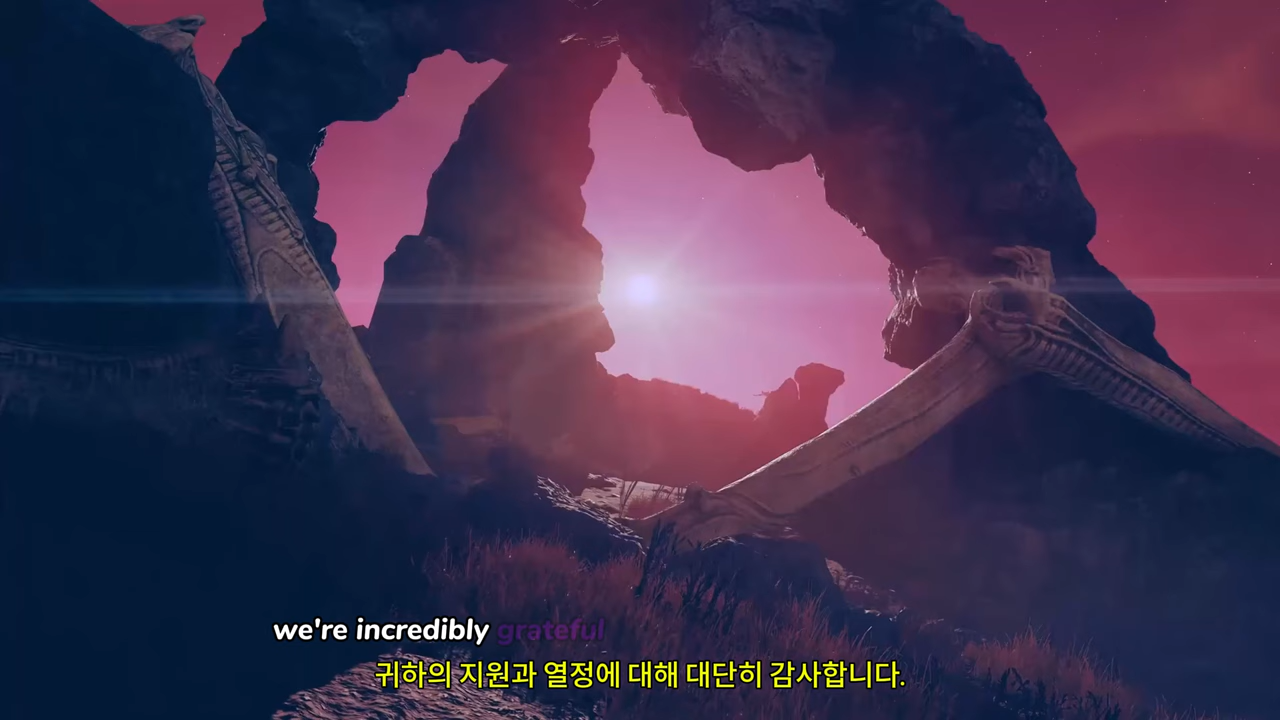 we're incredibly grateful
귀하의 지원과 열정에 대해 대단히 감사합니다.